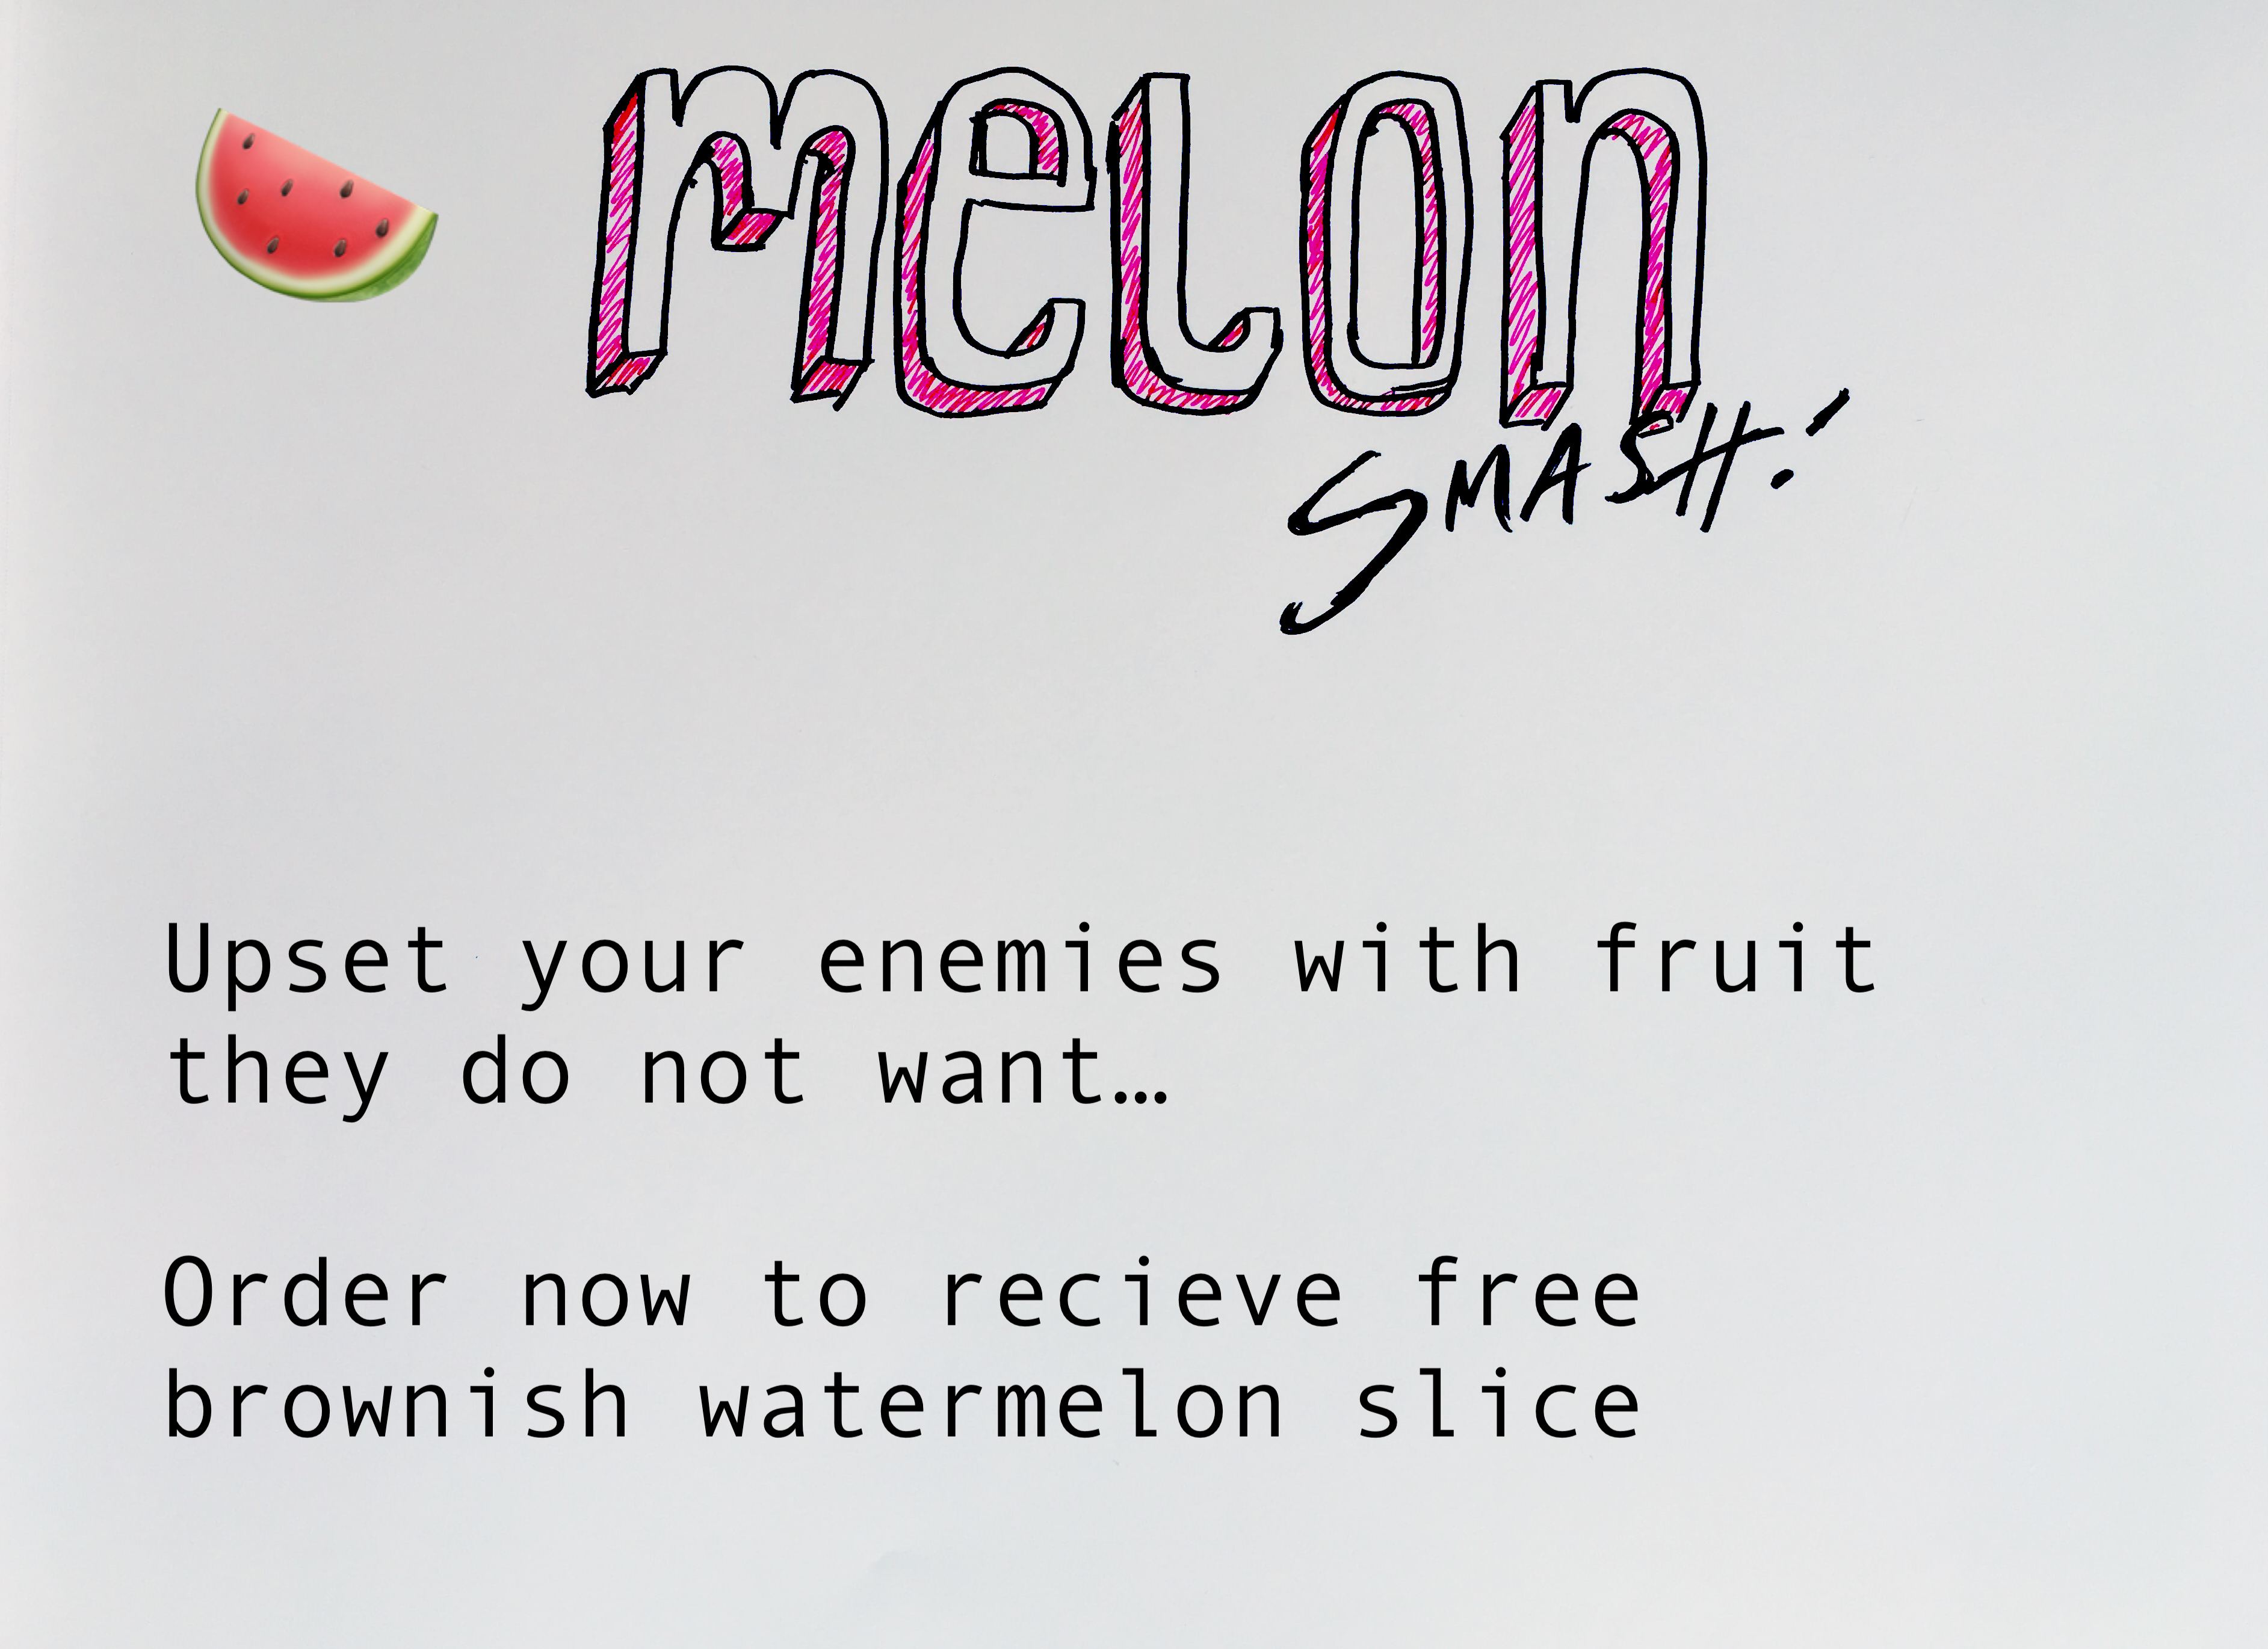 melon
SMASH!
Upset your enemies with fruit
they do not want…
Order now to recieve free
brownish watermelon slice